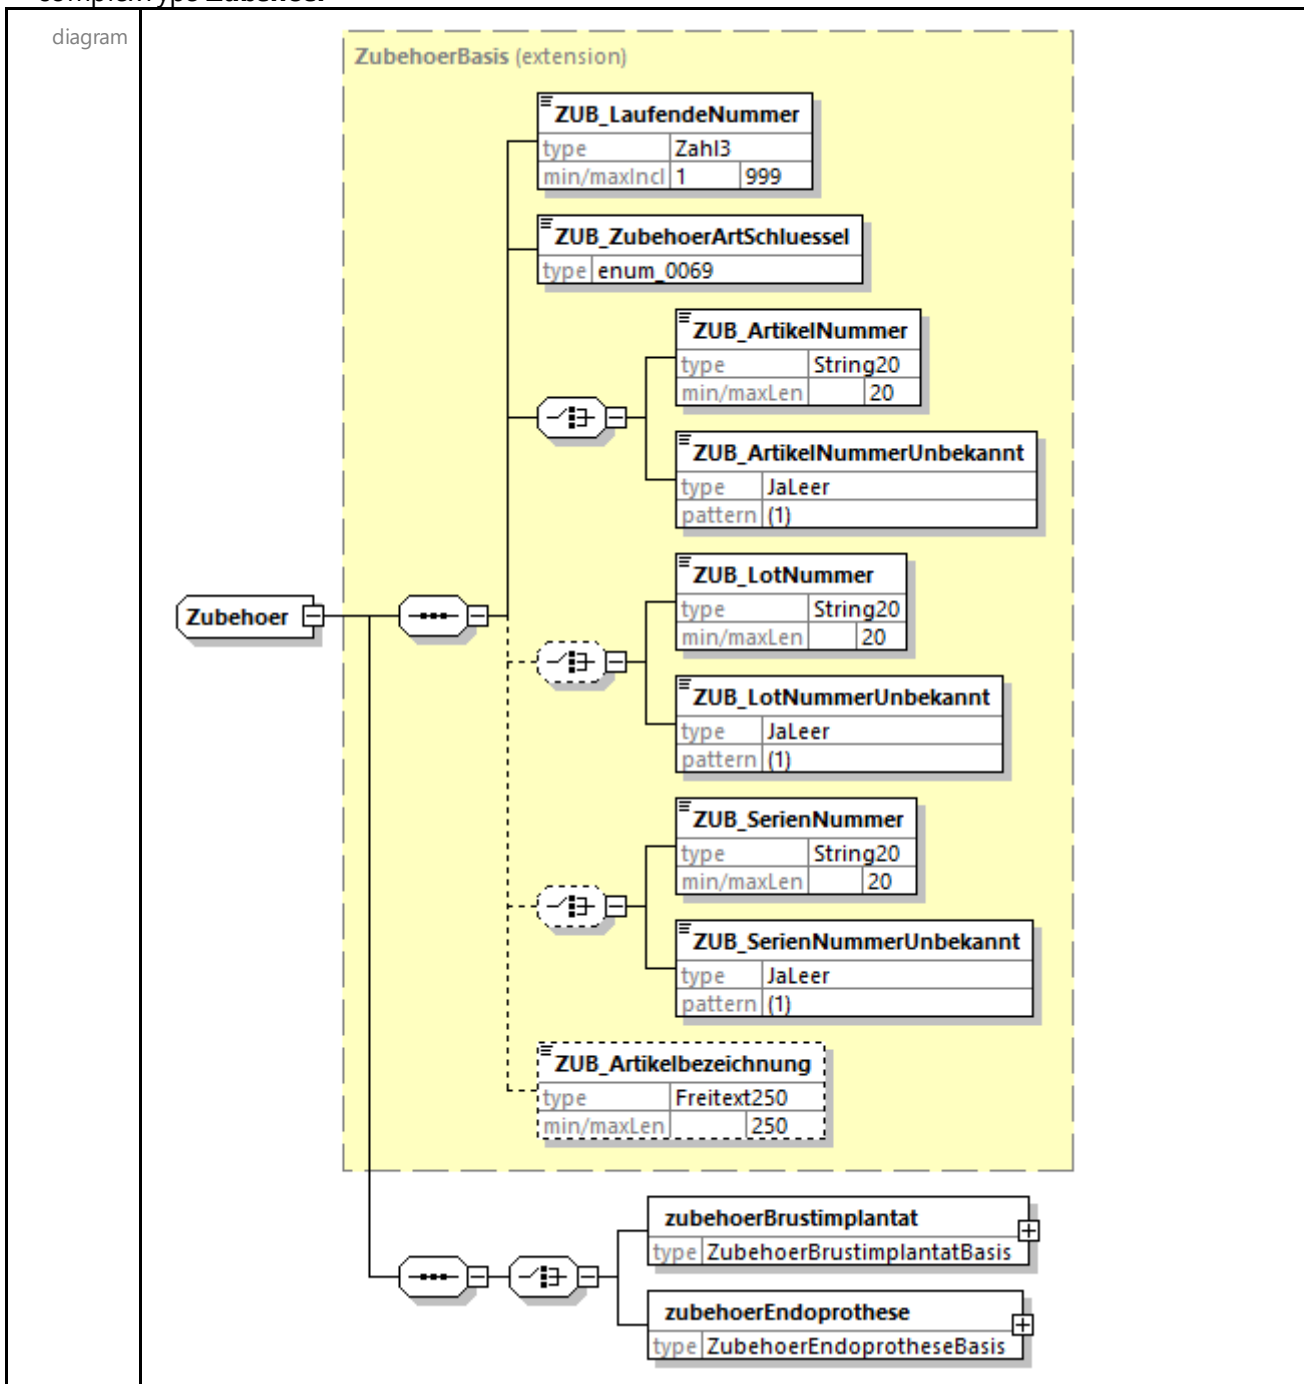 complexType Zubehoer
diagram
ZubehoerBasis (extension)
ZUB_LaufendeNummer
type Zahl3
min/maxIncl 1 999
ZUB_ZubehoerArtSchluessel
type enum_0069
ZUB_ArtikelNummer
type String20
min/maxLen 20
ZUB_ArtikelNummerUnbekannt
type JaLeer
pattern (1)
ZUB_LotNummer
type String20
min/maxLen 20
Zubehoer
ZUB_LotNummerUnbekannt
type JaLeer
pattern (1)
ZUB_SerienNummer
type String20
min/maxLen 20
ZUB_SerienNummerUnbekannt
type JaLeer
pattern (1)
ZUB_Artikelbezeichnung
type Freitext250
min/maxLen 250
zubehoerBrustimplantat
type ZubehoerBrustimplantatBasis
zubehoerEndoprothese
type ZubehoerEndoprotheseBasis